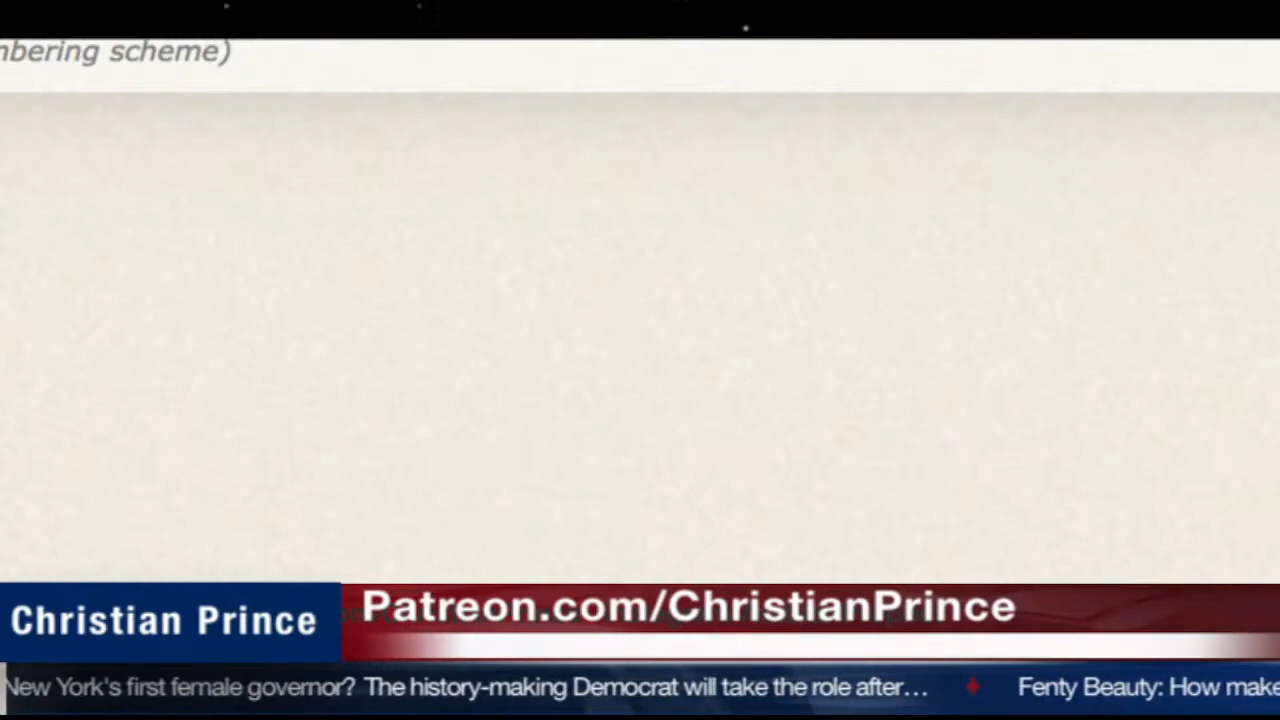 nbering scheme)
Patreon.com/ChristianPrince
Christian Prince
New York's first female governor? The history-making Democrat will take the role after… Fenty Beauty: How make